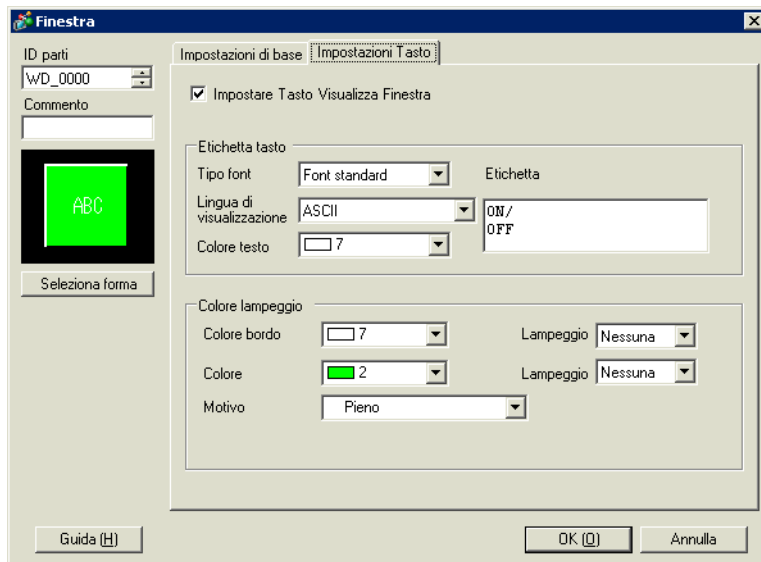 Finestra
ID parti
WD_0000
Commento
ABC
Seleziona forma
Impostazioni di base
Impostazioni Tasto
Impostare Tasto Visualizza Finestra
Etichetta tasto
Tipo font
Font standard
Etichetta
Lingua di
visualizzazione
ASCII
ON/
OFF
Colore testo
7
Colore lampeggio
Colore bordo
7
Lampeggio
Nessuna
Colore
2
Lampeggio
Nessuna
Motivo
Pieno
Guida (H)
OK (O)
Annulla